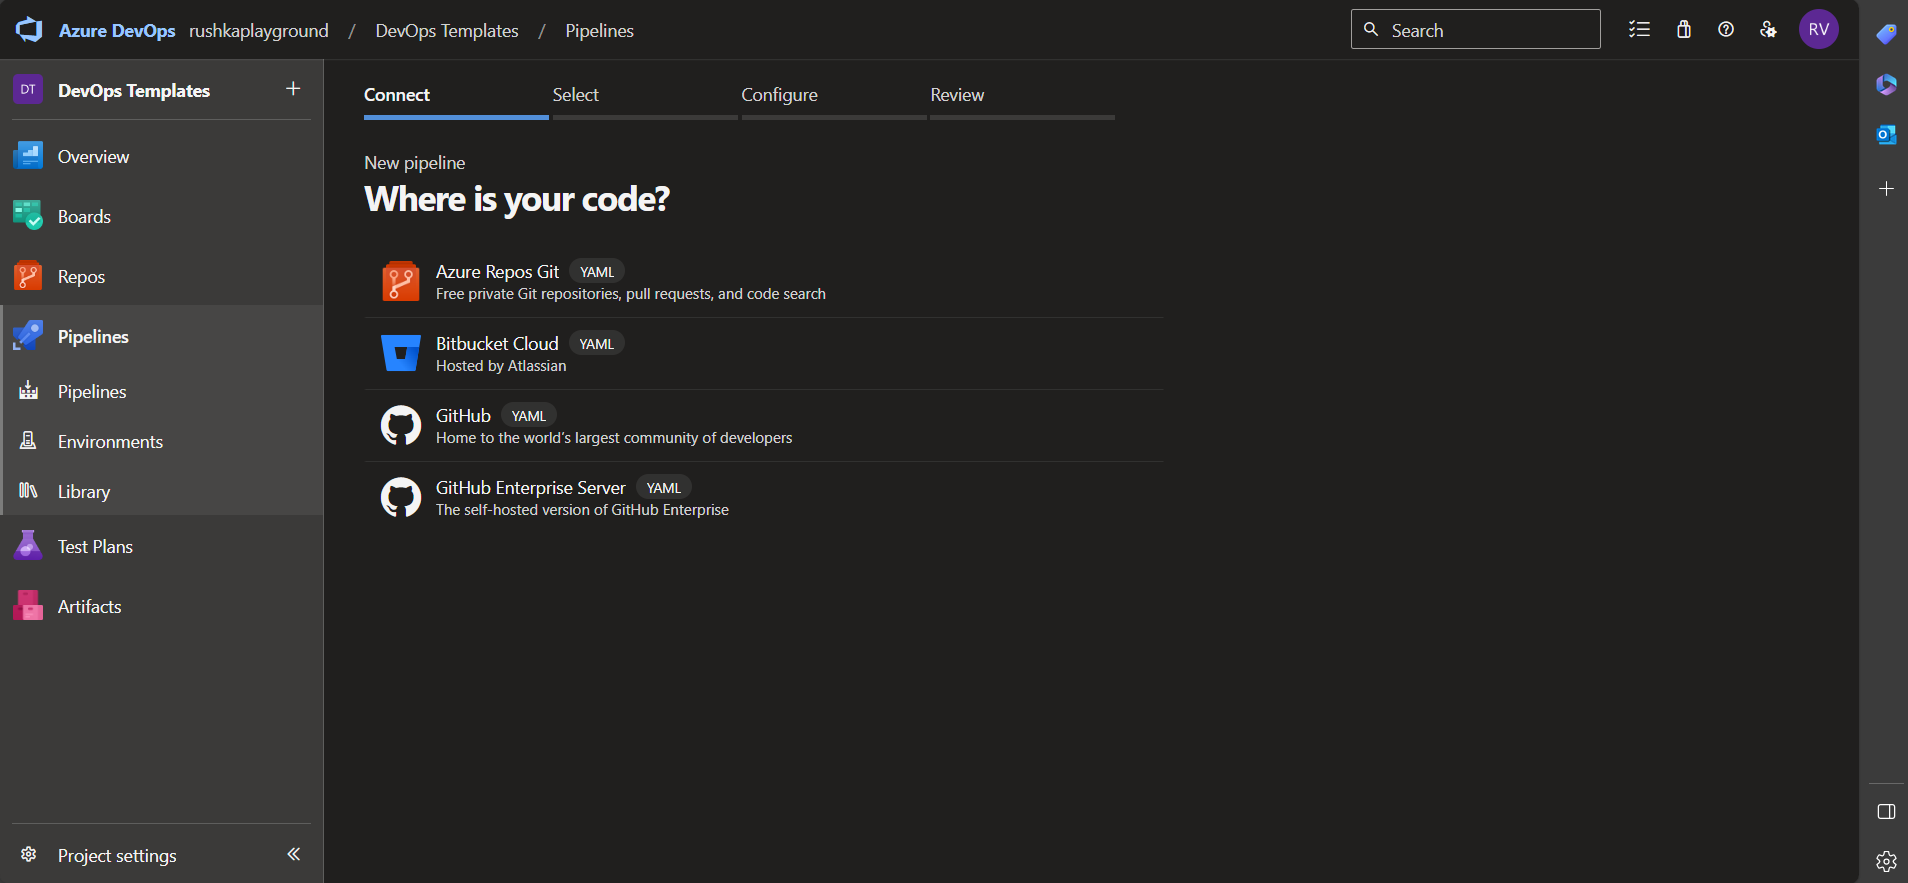 Azure DevOps rushkaplayground / DevOps Templates / Pipelines
Search
RV
DT DevOps Templates
Overview
Boards
Repos
Pipelines
Pipelines
Environments
Library
Test Plans
Artifacts
Project settings
Connect Select Configure Review
New pipeline
Where is your code?
Azure Repos Git YAML
Free private Git repositories, pull requests, and code search
Bitbucket Cloud YAML
Hosted by Atlassian
GitHub YAML
Home to the world's largest community of developers
GitHub Enterprise Server YAML
The self-hosted version of GitHub Enterprise